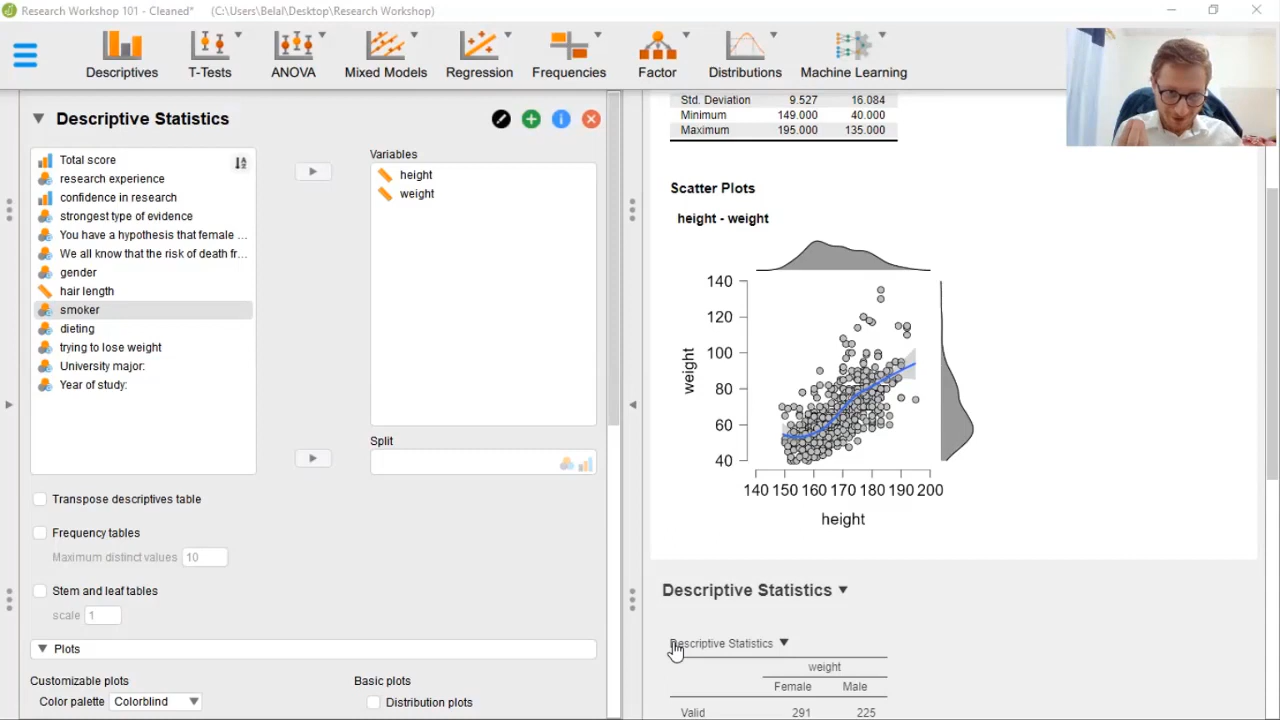 Research Workshop 101 - Cleaned* (C:\Users\Belal\Desktop\Research Workshop)
Descriptives T-Tests ANOVA Mixed Models Regression Frequencies Factor Distributions Machine Learning
Descriptive Statistics
Total score
research experience
confidence in research
strongest type of evidence
You have a hypothesis that female ...
We all know that the risk of death fr...
gender
hair length
smoker
dieting
trying to lose weight
University major:
Year of study:
Variables
height
weight
Split
Transpose descriptives table
Frequency tables
Maximum distinct values 10
Stem and leaf tables
scale 1
Plots
Customizable plots
Color palette Colorblind
Basic plots
Distribution plots
Std. Deviation 9.527 16.084
Minimum 149.000 40.000
Maximum 195.000 135.000
Scatter Plots
height - weight
140
120
100
80
60
40
weight
140 150 160 170 180 190 200
height
Descriptive Statistics
Descriptive Statistics
weight
Female Male
Valid 291 225